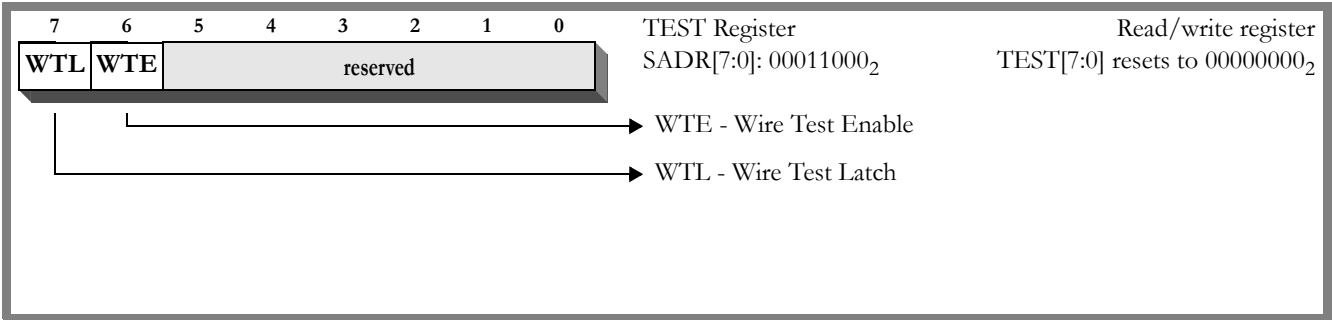 7 6 5 4 3 2 1 0
WTL WTE reserved
TEST Register
SADR[7:0]: 00011000₂
Read/write register
TEST[7:0] resets to 00000000₂
WTE - Wire Test Enable
WTL - Wire Test Latch